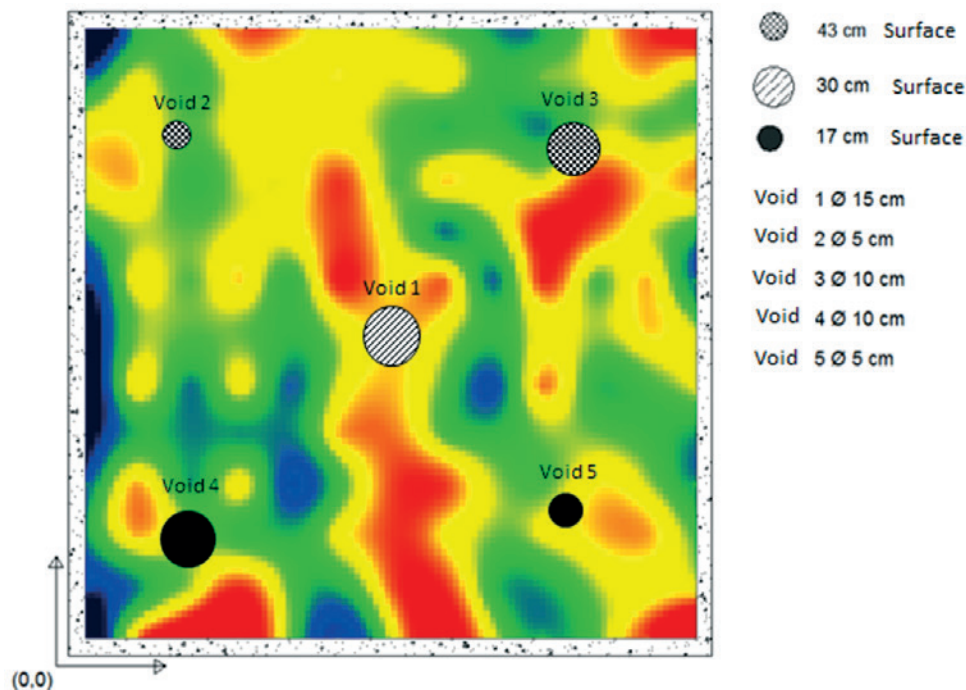 Void 2
Void 3
Void 1
Void 4
Void 5
(0,0)
43 cm Surface
30 cm Surface
17 cm Surface
Void 1 Ø 15 cm
Void 2 Ø 5 cm
Void 3 Ø 10 cm
Void 4 Ø 10 cm
Void 5 Ø 5 cm